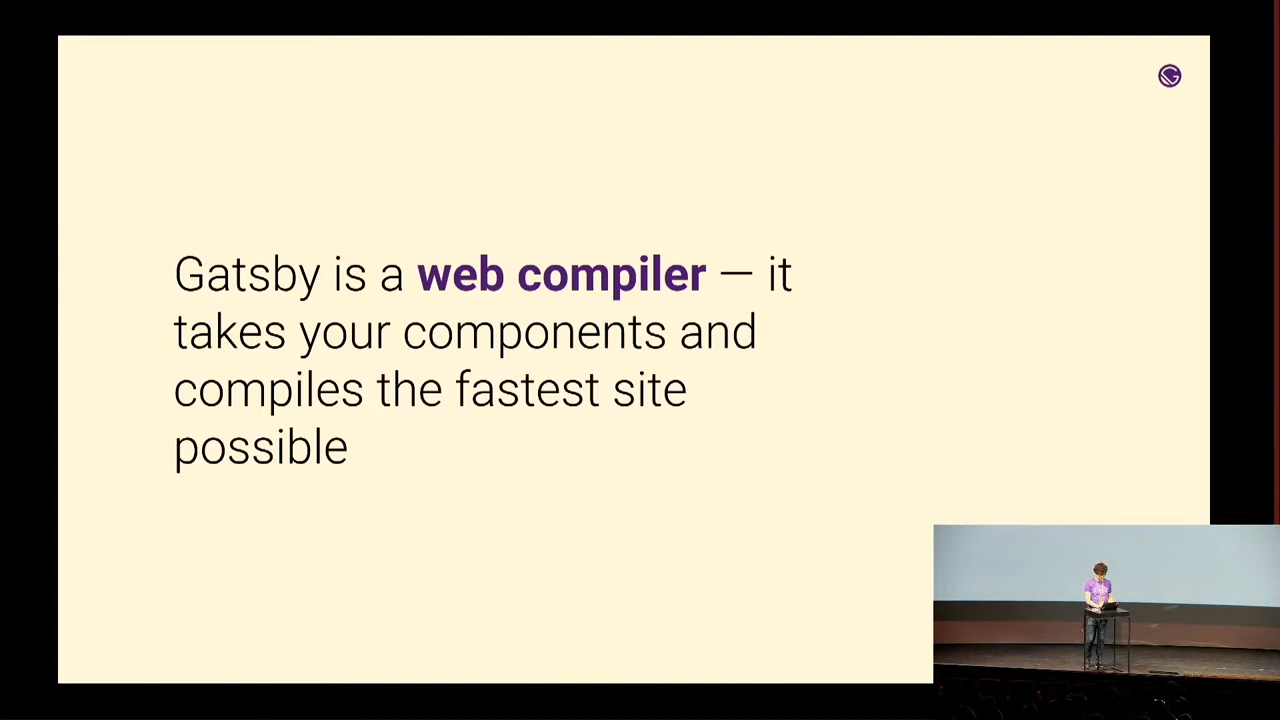 Gatsby is a web compiler — it
takes your components and
compiles the fastest site
possible